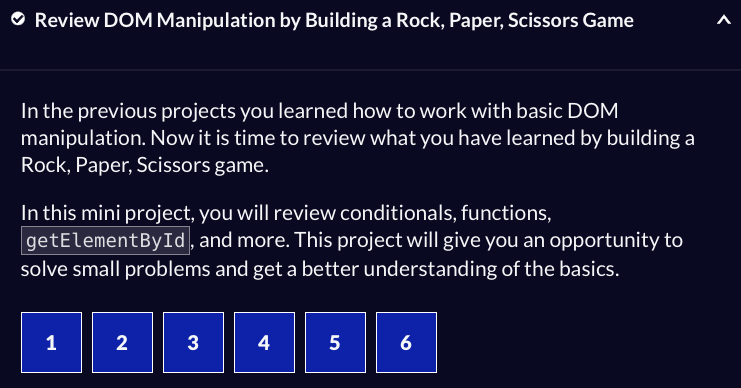 Review DOM Manipulation by Building a Rock, Paper, Scissors Game
In the previous projects you learned how to work with basic DOM
manipulation. Now it is time to review what you have learned by building a
Rock, Paper, Scissors game.
In this mini project, you will review conditionals, functions,
getElementById, and more. This project will give you an opportunity to
solve small problems and get a better understanding of the basics.
1 2 3 4 5 6